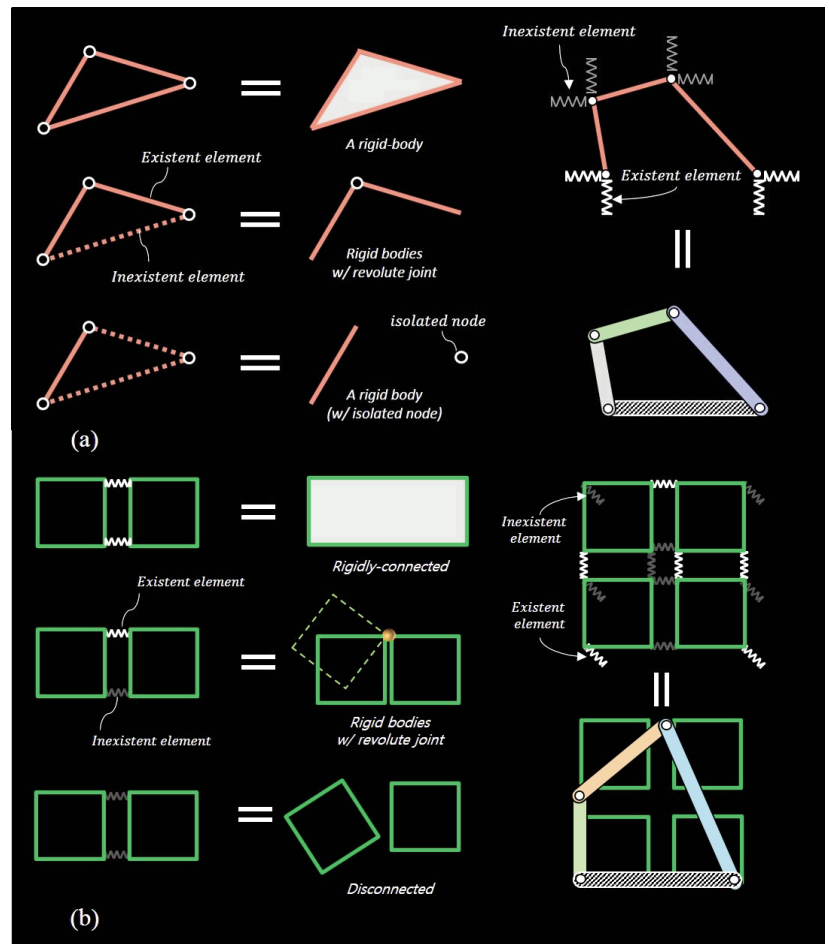 Inexistent element
A rigid-body
Existent element
Existent element
Inexistent element
Rigid bodies
w/ revolute joint
isolated node
A rigid body
(w/ isolated node)
(a)
Rigidly-connected
Inexistent
element
Existent element
Existent
element
Inexistent element
Rigid bodies
w/ revolute joint
Disconnected
(b)